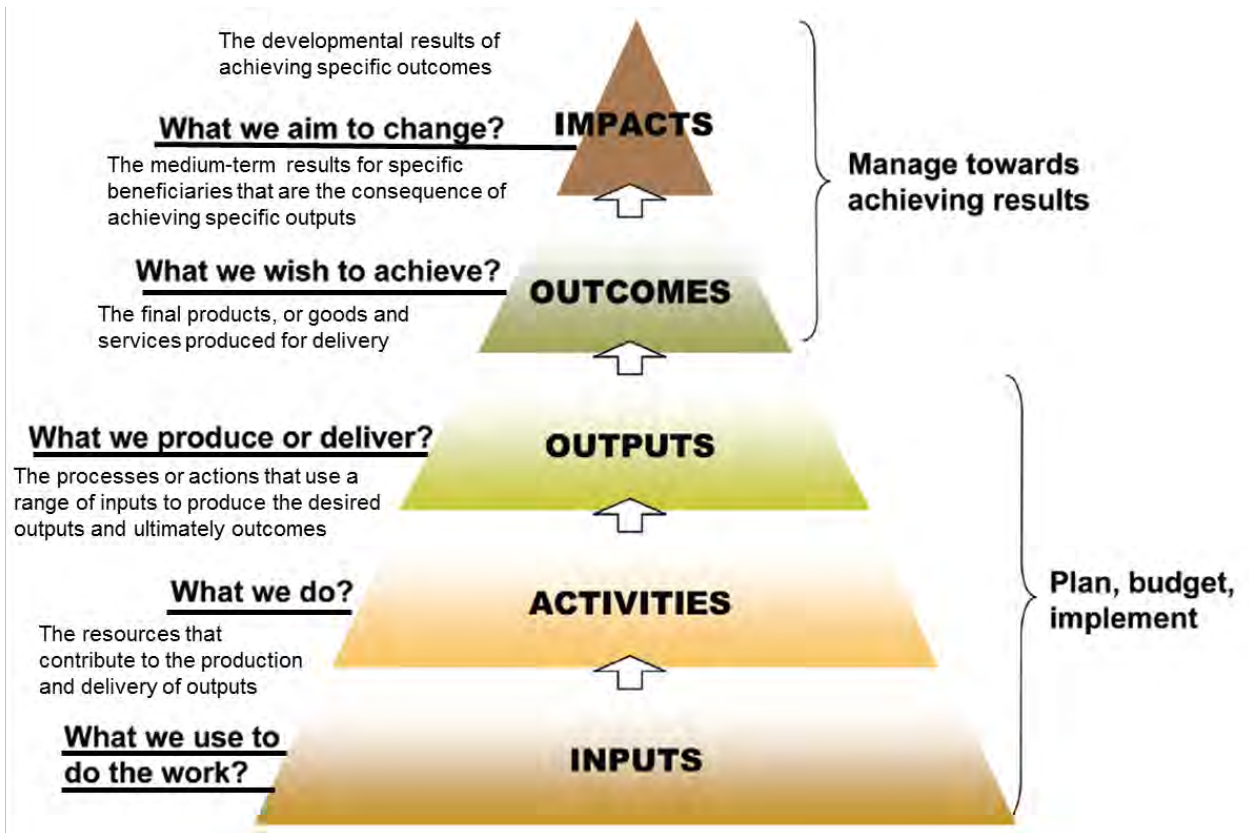 The developmental results of
achieving specific outcomes
What we aim to change?
IMPACTS
The medium-term results for specific
beneficiaries that are the consequence of
achieving specific outputs
Manage towards
achieving results
What we wish to achieve?
OUTCOMES
The final products, or goods and
services produced for delivery
What we produce or deliver?
OUTPUTS
The processes or actions that use a
range of inputs to produce the desired
outputs and ultimately outcomes
What we do?
ACTIVITIES
Plan, budget,
implement
The resources that
contribute to the production
and delivery of outputs
What we use to
do the work?
INPUTS